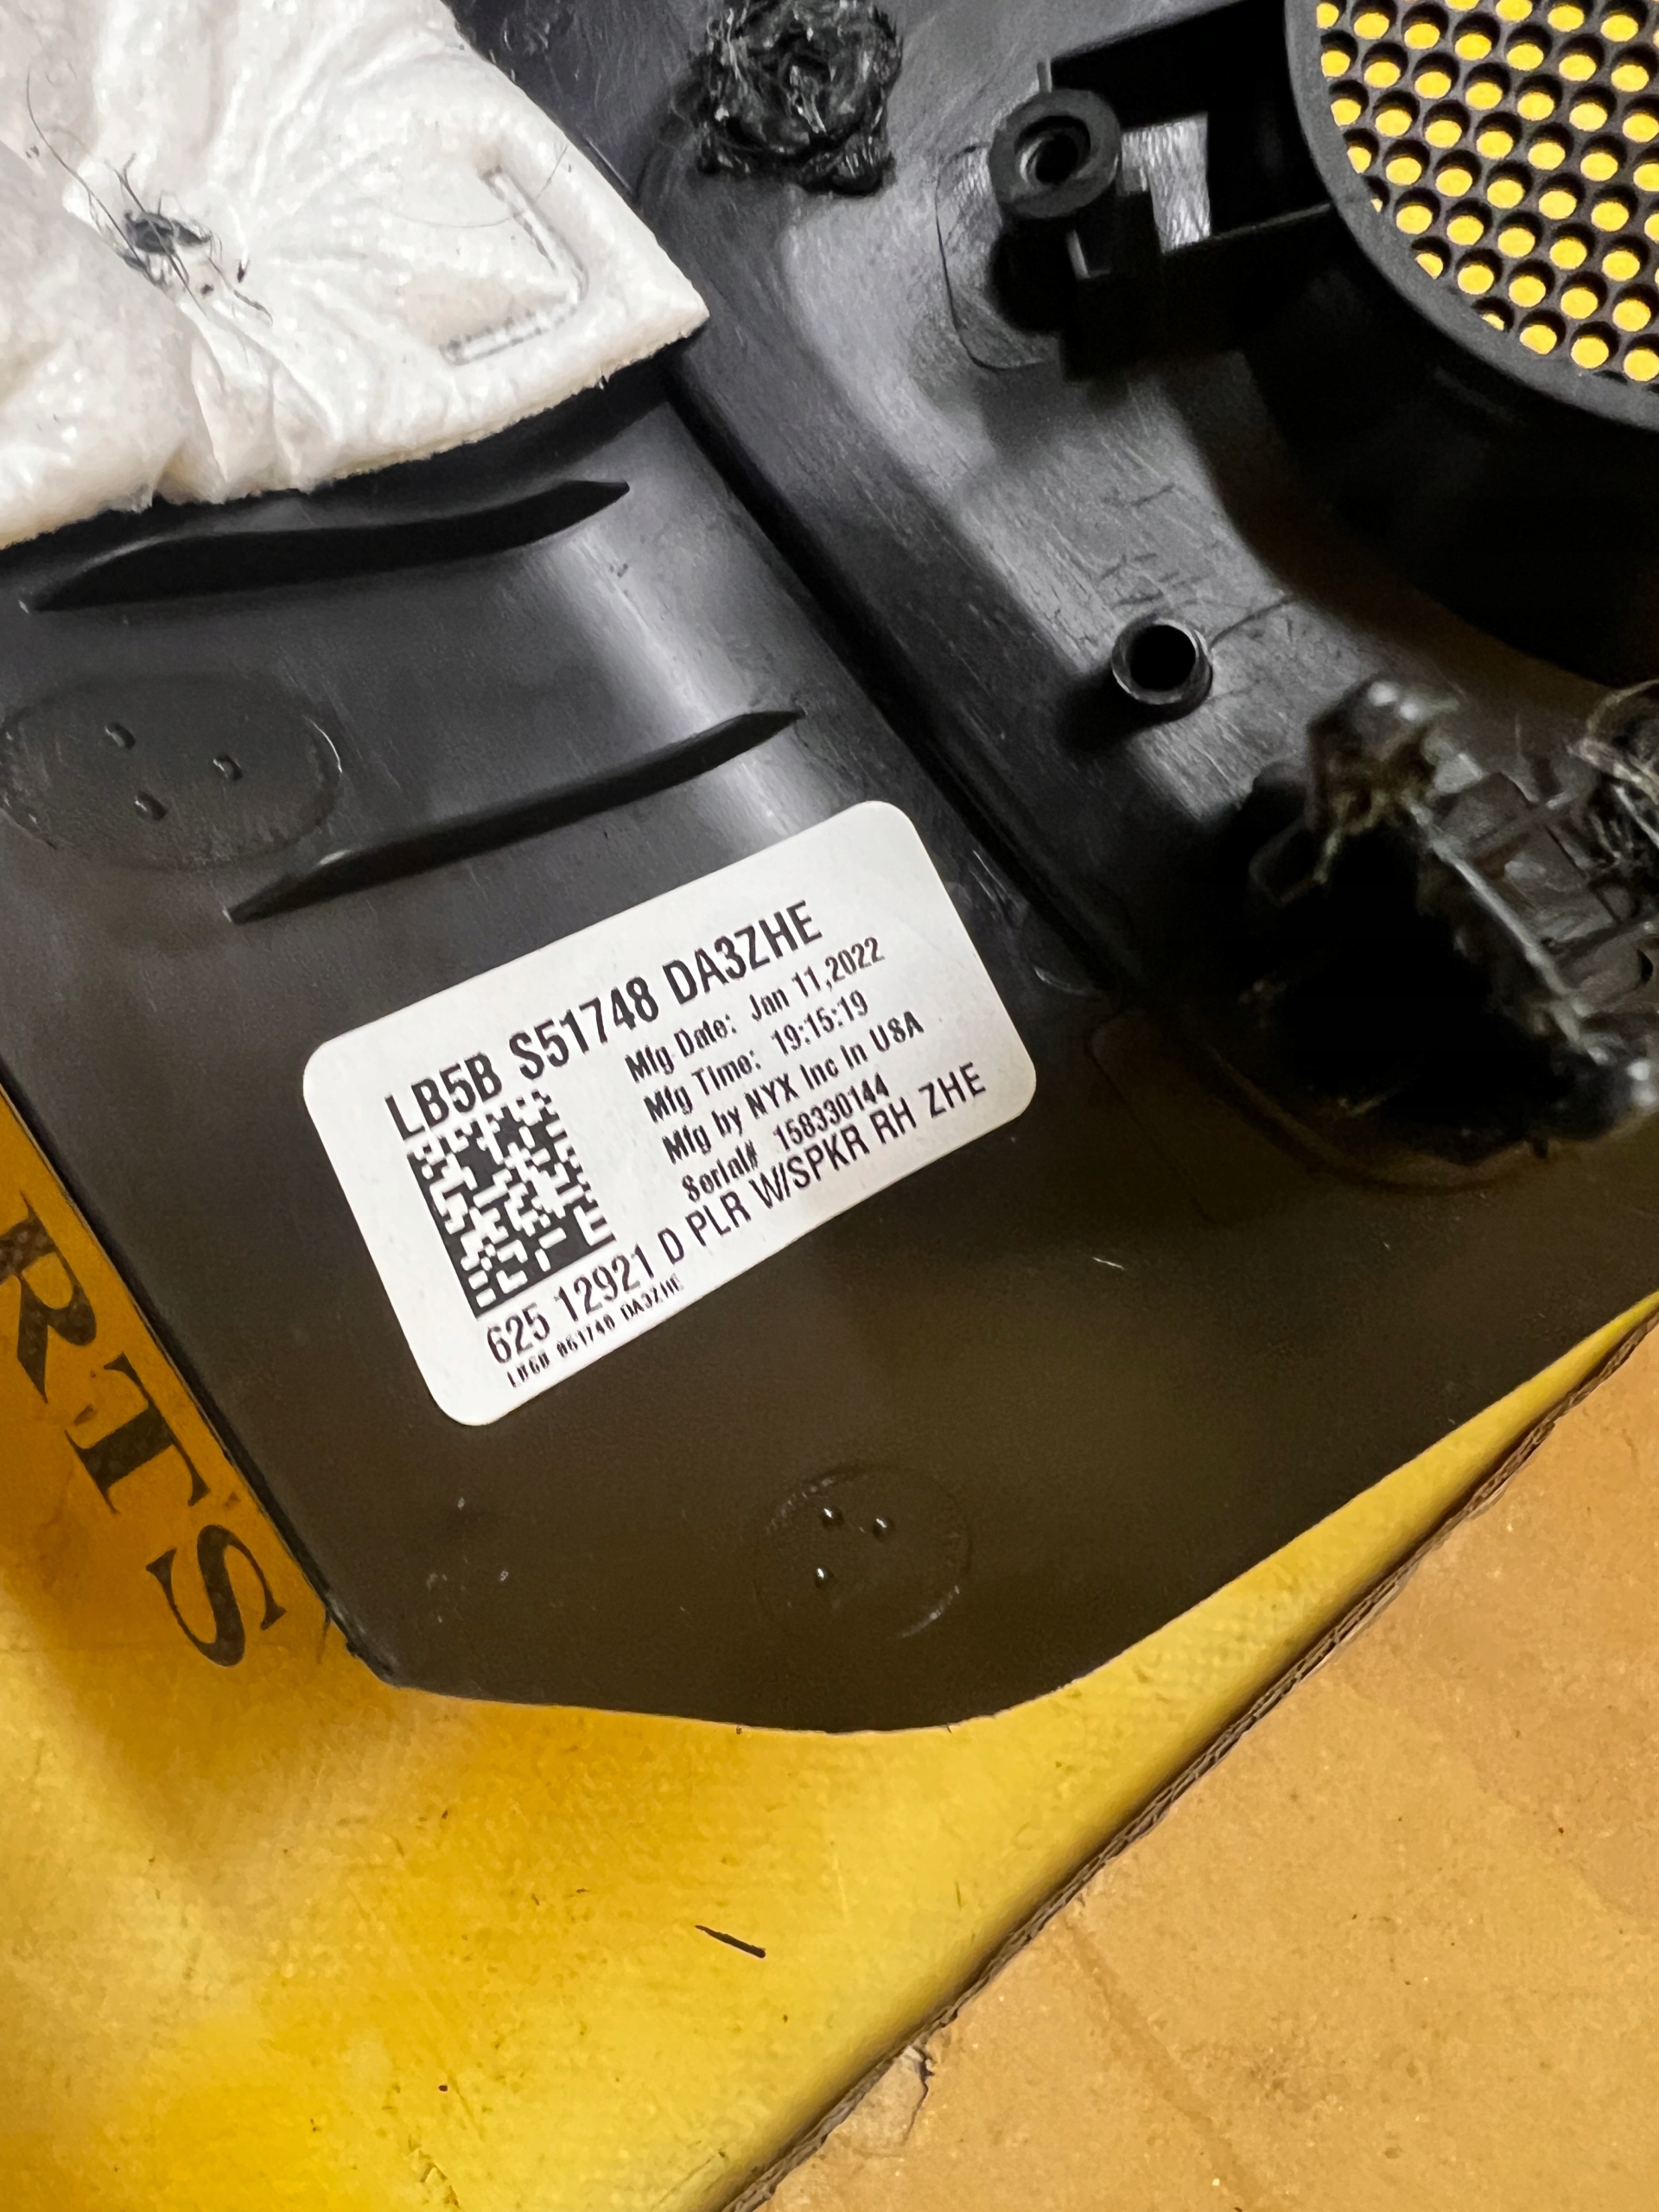 LB5B S51748 DA3ZHE
Mfg Date: Jan 11,2022
Mfg Time: 19:15:19
Mfg by NYX Inc In USA
Serial# 158330144
625 12921 D PLR W/SPKR RH ZHE
LB5B S51748 DA3ZHE
RTS